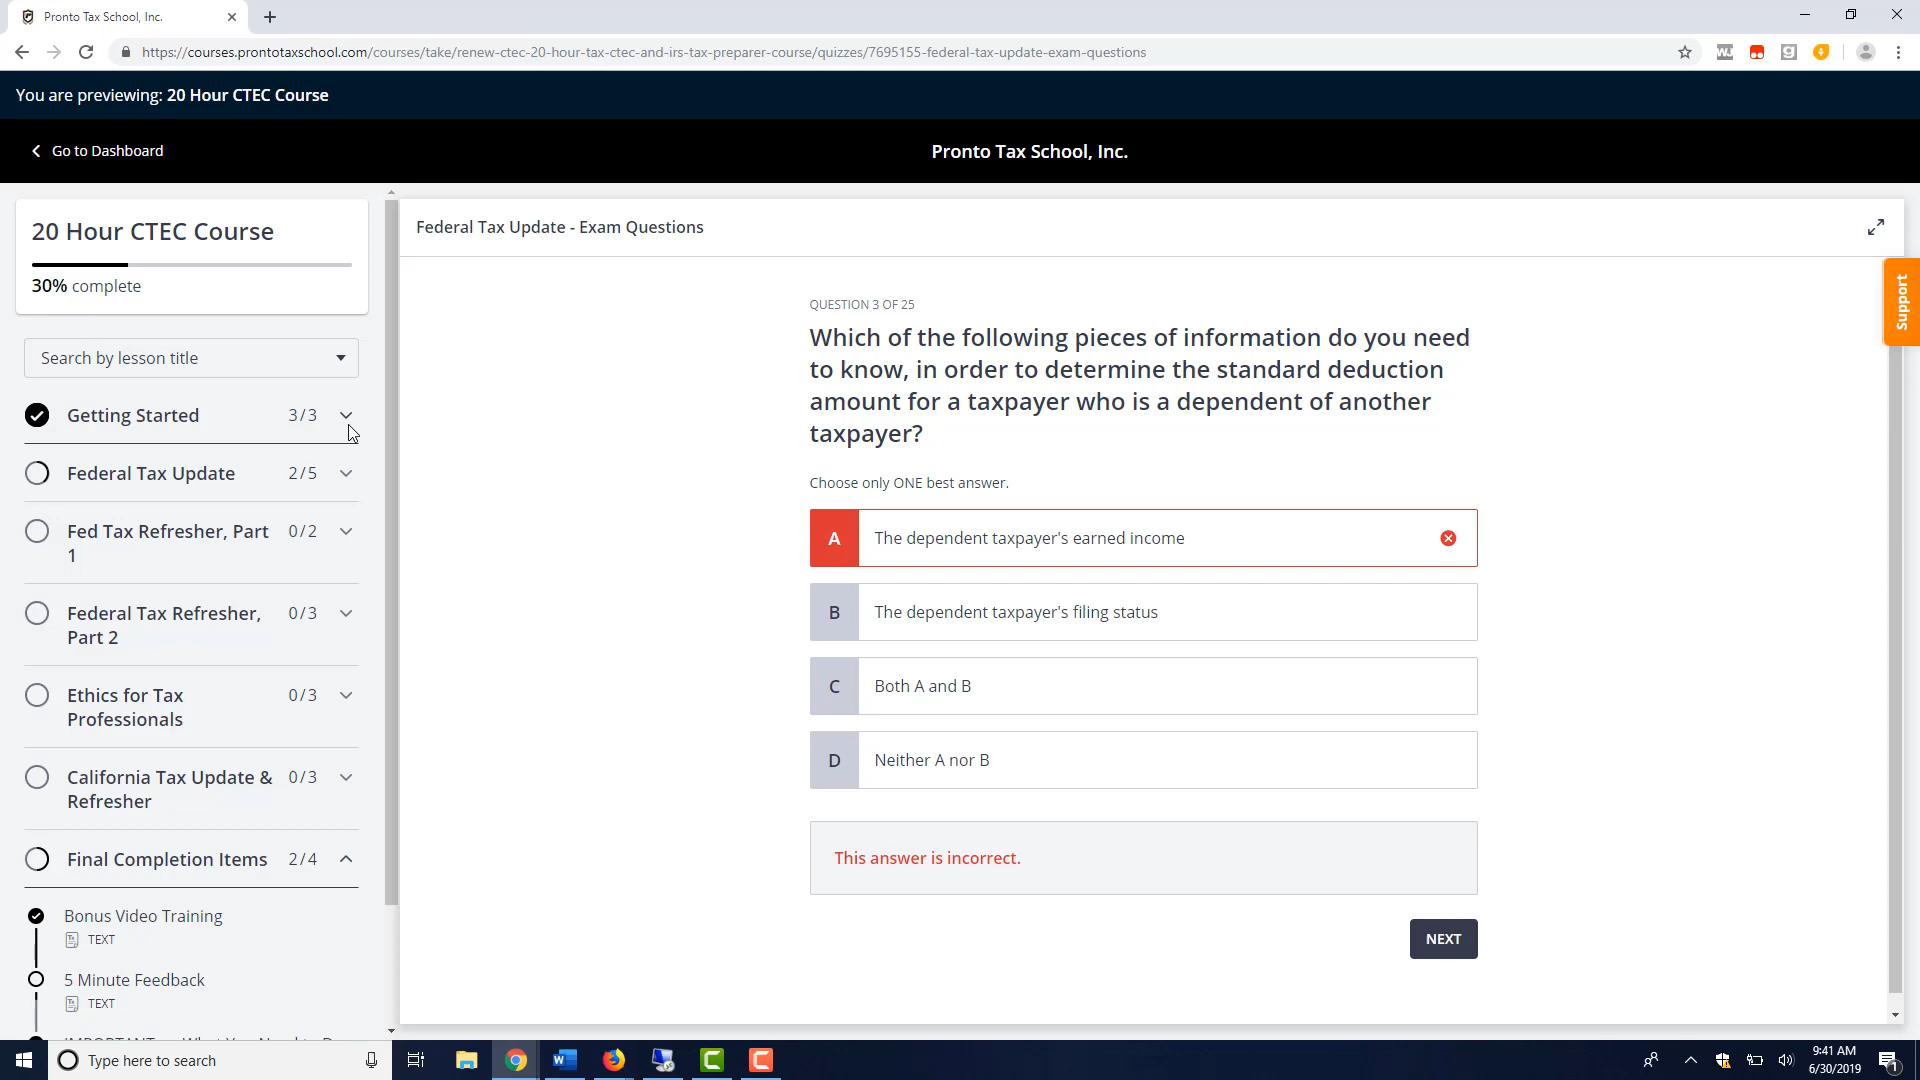 Pronto Tax School, Inc.
https://courses.prontotaxschool.com/courses/take/renew-ctec-20-hour-tax-ctec-and-irs-tax-preparer-course/quizzes/7695155-federal-tax-update-exam-questions
You are previewing: 20 Hour CTEC Course
Go to Dashboard
Pronto Tax School, Inc.
20 Hour CTEC Course
30% complete
Search by lesson title
Getting Started 3/3
Federal Tax Update 2/5
Fed Tax Refresher, Part 0/2
1
Federal Tax Refresher, 0/3
Part 2
Ethics for Tax 0/3
Professionals
California Tax Update & 0/3
Refresher
Final Completion Items 2/4
Bonus Video Training
TEXT
5 Minute Feedback
TEXT
Federal Tax Update - Exam Questions
Support
QUESTION 3 OF 25
Which of the following pieces of information do you need
to know, in order to determine the standard deduction
amount for a taxpayer who is a dependent of another
taxpayer?
Choose only ONE best answer.
A The dependent taxpayer's earned income
B The dependent taxpayer's filing status
C Both A and B
D Neither A nor B
This answer is incorrect.
NEXT
Type here to search
9:41 AM
6/30/2019
1